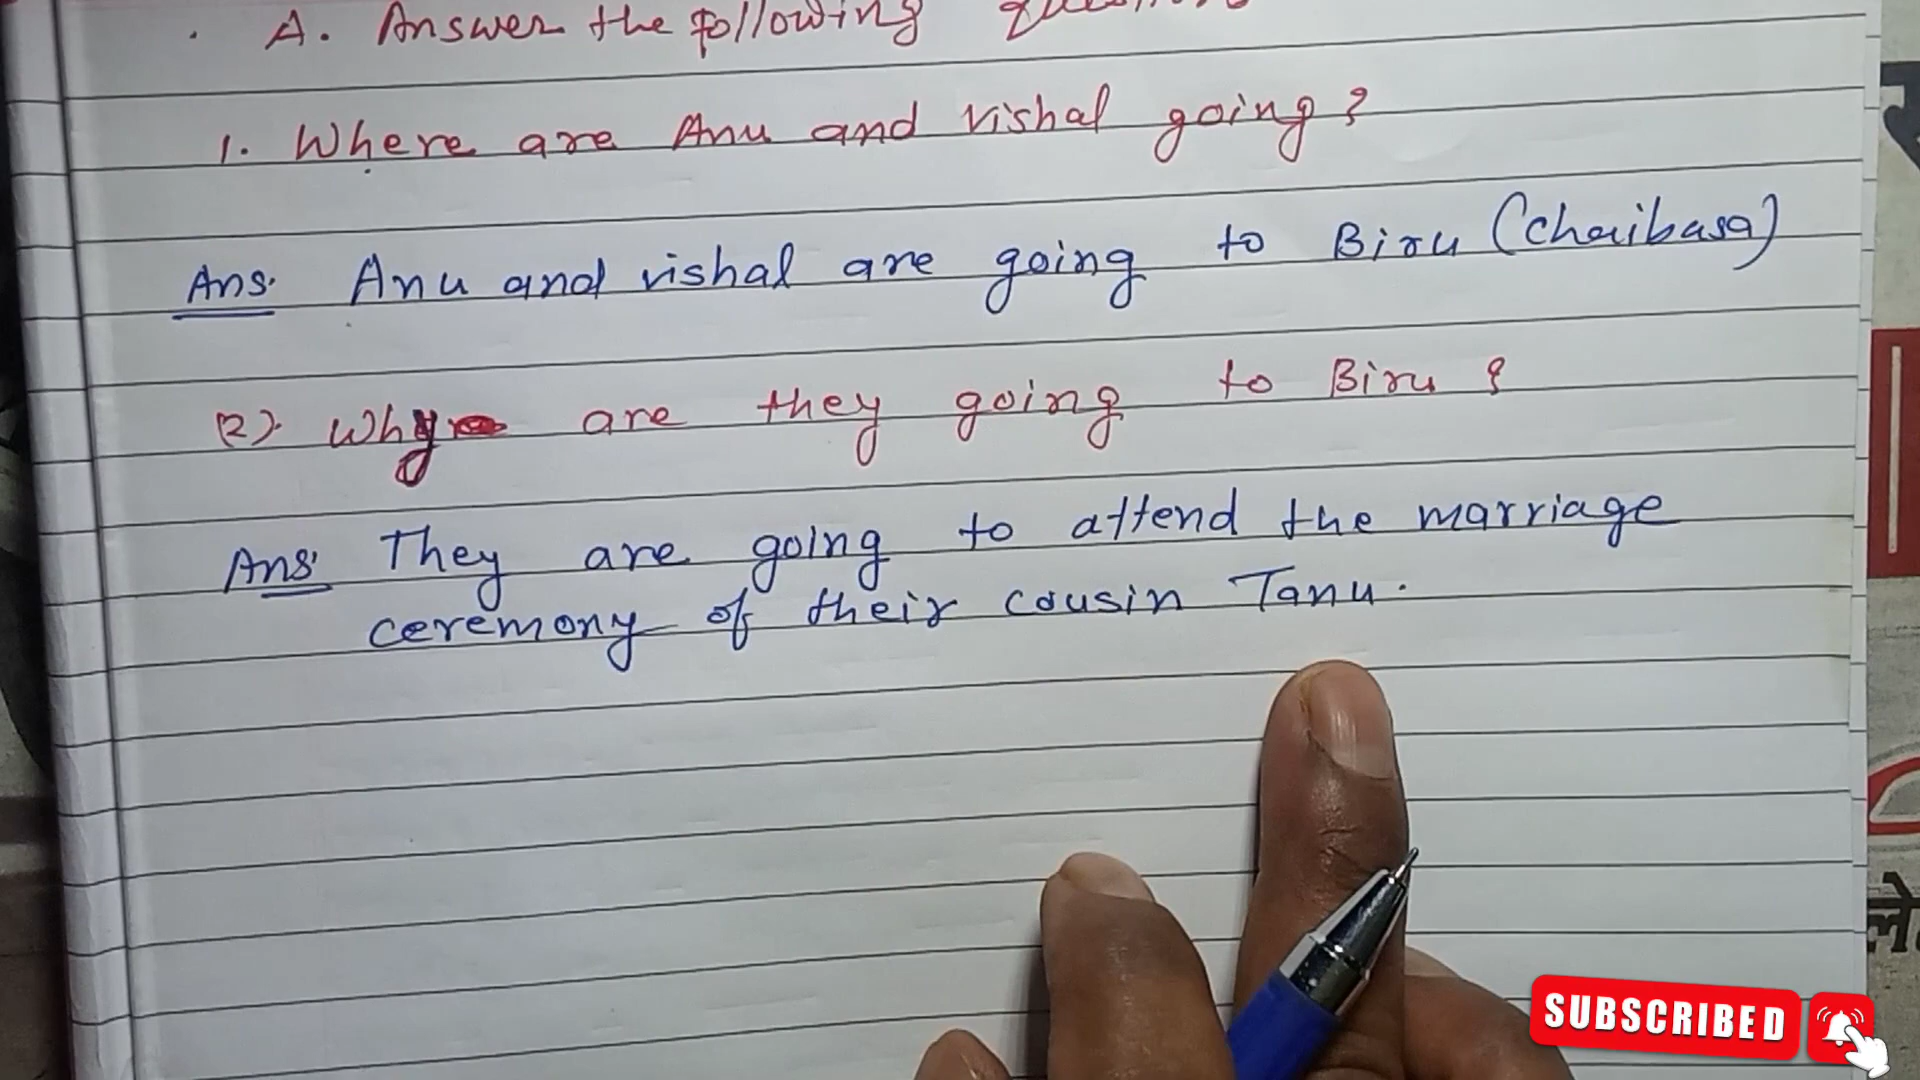 A. Answer the following questions
1. Where are Anu and vishal going?
Ans. Anu and vishal are going to Biru (Chaibasa)
(2). Why are they going to Biru ?
Ans. They are going to attend the marriage
ceremony of their cousin Tanu.
SUBSCRIBED